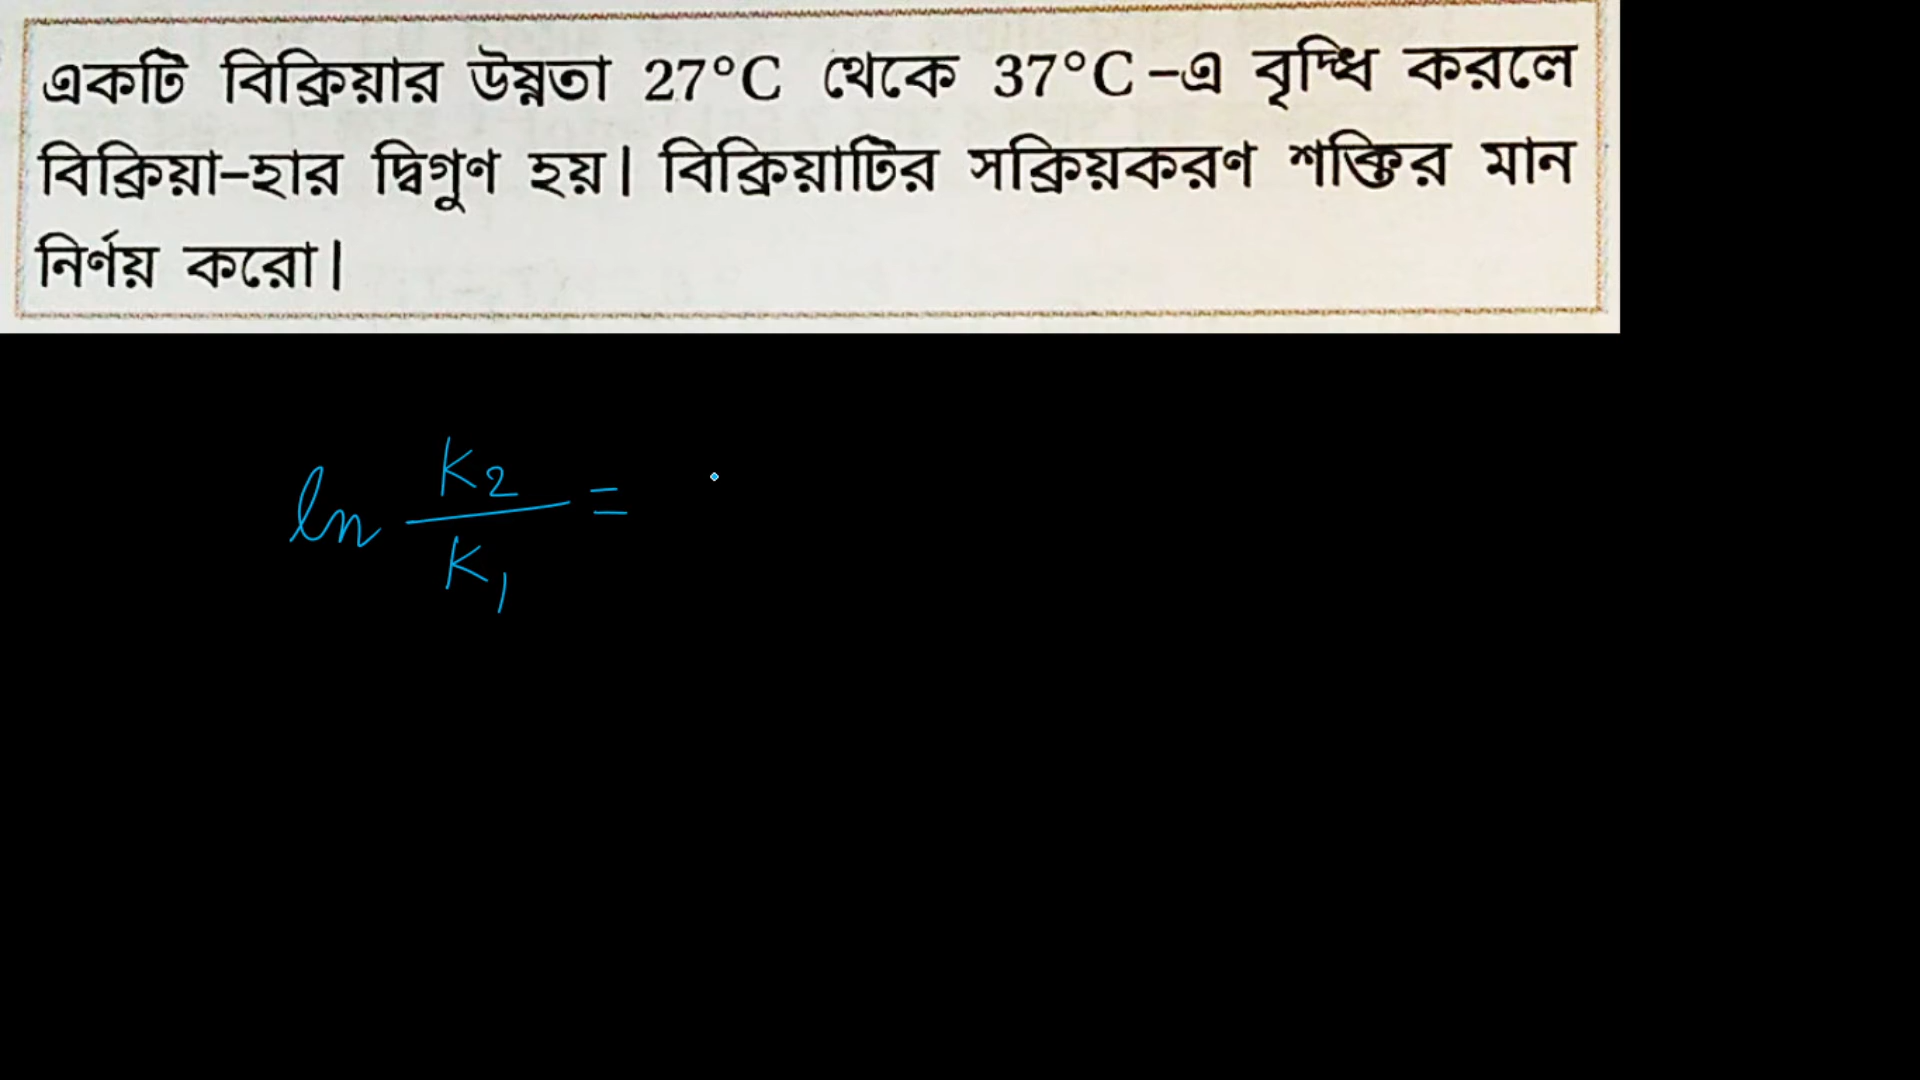 একটি বিক্রিয়ার উষ্ণতা 27°C থেকে 37°C-এ বৃদ্ধি করলে
বিক্রিয়া-হার দ্বিগুণ হয়। বিক্রিয়াটির সক্রিয়করণ শক্তির মান
নির্ণয় করো।
ln K2/K1 =